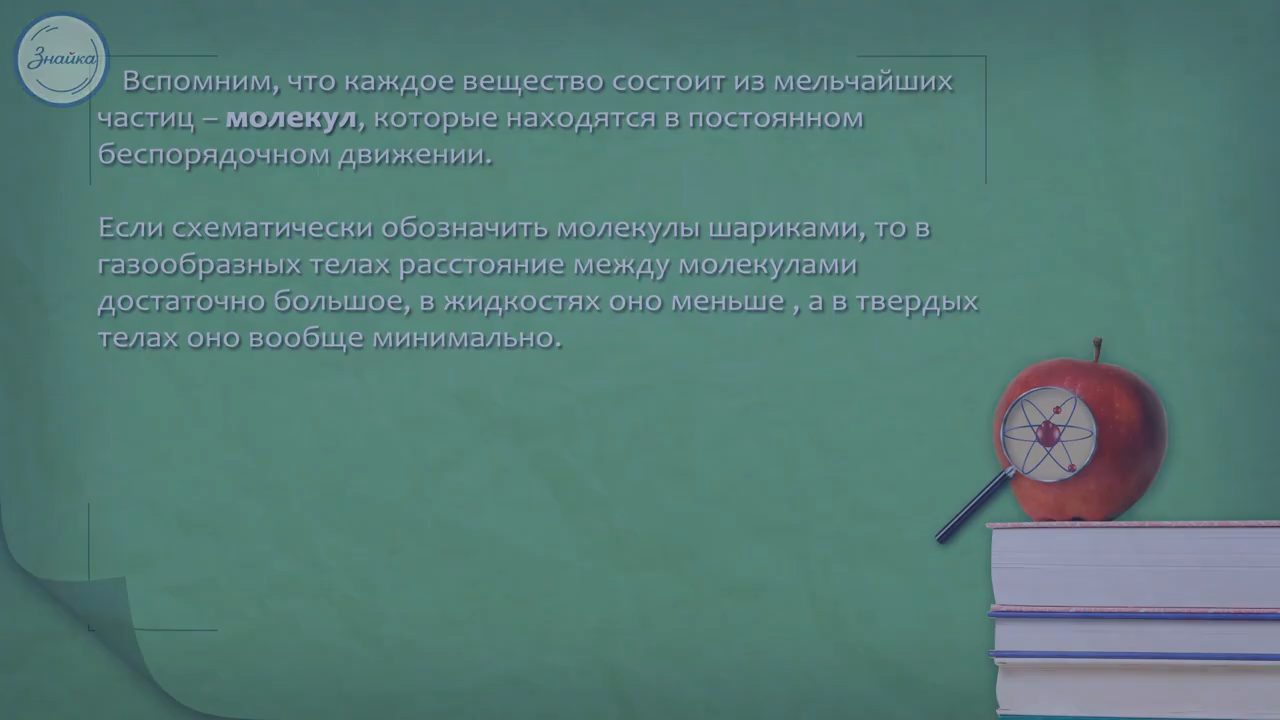 Знайка
Вспомним, что каждое вещество состоит из мельчайших
частиц – молекул, которые находятся в постоянном
беспорядочном движении.
Если схематически обозначить молекулы шариками, то в
газообразных телах расстояние между молекулами
достаточно большое, в жидкостях оно меньше , а в твердых
телах оно вообще минимально.